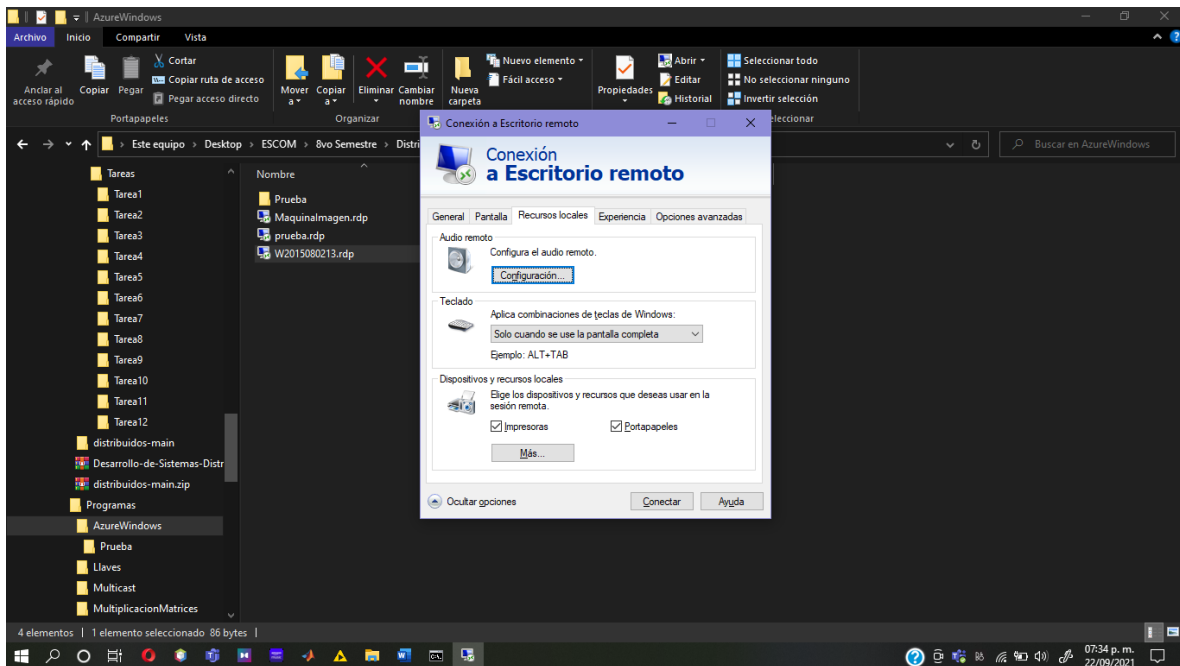 AzureWindows
Archivo Inicio Compartir Vista
Anclar al acceso rápido
Copiar
Pegar
Cortar
Copiar ruta de acceso
Pegar acceso directo
Portapapeles
Mover a
Copiar a
Eliminar
Cambiar nombre
Organizar
Nueva carpeta
Nuevo elemento
Fácil acceso
Propiedades
Abrir
Editar
Historial
Seleccionar todo
No seleccionar ninguno
Invertir selección
eleccionar
Este equipo > Desktop > ESCOM > 8vo Semestre > Distri
Buscar en AzureWindows
Tareas
Tarea1
Tarea2
Tarea3
Tarea4
Tarea5
Tarea6
Tarea7
Tarea8
Tarea9
Tarea10
Tarea11
Tarea12
distribuidos-main
Desarrollo-de-Sistemas-Distr
distribuidos-main.zip
Programas
AzureWindows
Prueba
Llaves
Multicast
MultiplicacionMatrices
Nombre
Prueba
MaquinaImagen.rdp
prueba.rdp
W2015080213.rdp
Conexión a Escritorio remoto
Conexión
a Escritorio remoto
General Pantalla Recursos locales Experiencia Opciones avanzadas
Audio remoto
Configura el audio remoto.
Configuración...
Teclado
Aplica combinaciones de teclas de Windows:
Solo cuando se use la pantalla completa
Ejemplo: ALT+TAB
Dispositivos y recursos locales
Elige los dispositivos y recursos que deseas usar en la
sesión remota.
Impresoras Portapapeles
Más...
Ocultar opciones Conectar Ayuda
4 elementos | 1 elemento seleccionado 86 bytes |
07:34 p. m.
22/09/2021